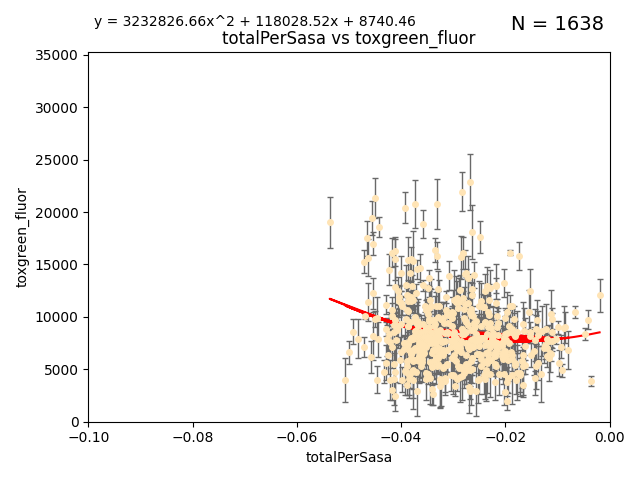 y = 3232826.66x^2 + 118028.52x + 8740.46
N = 1638
totalPerSasa vs toxgreen_fluor
toxgreen_fluor
35000
30000
25000
20000
15000
10000
5000
0
−0.10
−0.08
−0.06
−0.04
−0.02
0.00
totalPerSasa